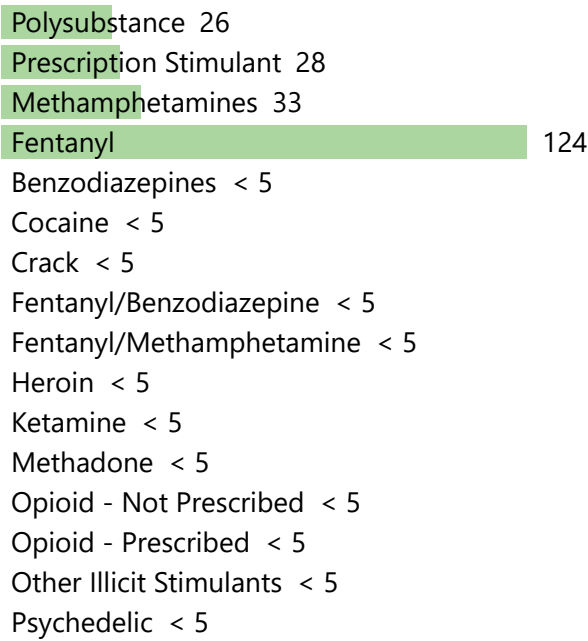 Polysubstance 26
Prescription Stimulant 28
Methamphetamines 33
Fentanyl 124
Benzodiazepines < 5
Cocaine < 5
Crack < 5
Fentanyl/Benzodiazepine < 5
Fentanyl/Methamphetamine < 5
Heroin < 5
Ketamine < 5
Methadone < 5
Opioid - Not Prescribed < 5
Opioid - Prescribed < 5
Other Illicit Stimulants < 5
Psychedelic < 5